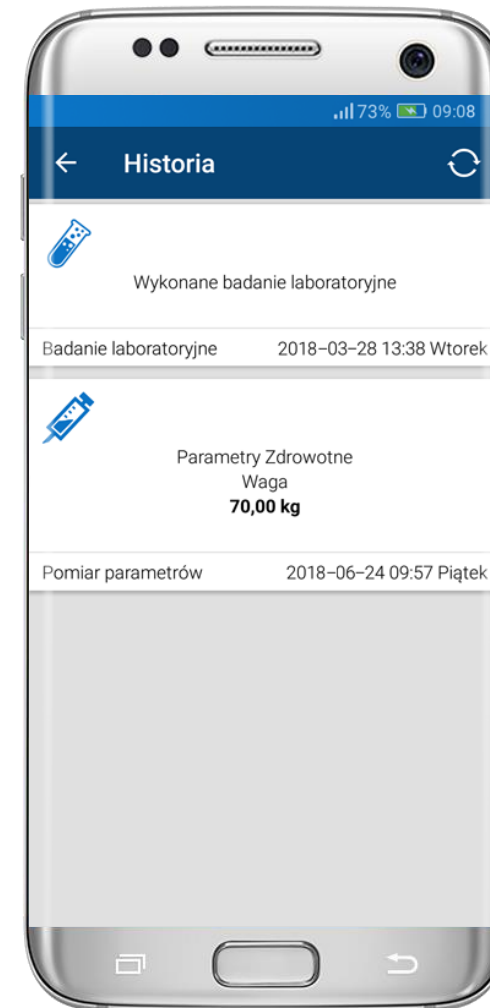 73% 09:08
Historia
Wykonane badanie laboratoryjne
Badanie laboratoryjne 2018-03-28 13:38 Wtorek
Parametry Zdrowotne
Waga
70,00 kg
Pomiar parametrów 2018-06-24 09:57 Piątek